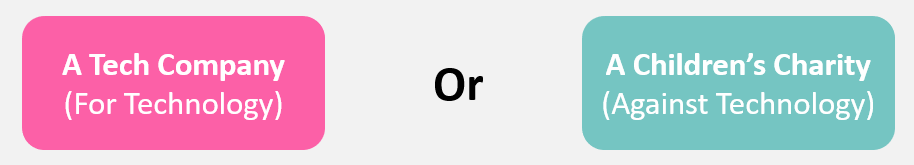 A Tech Company
(For Technology)
Or
A Children's Charity
(Against Technology)